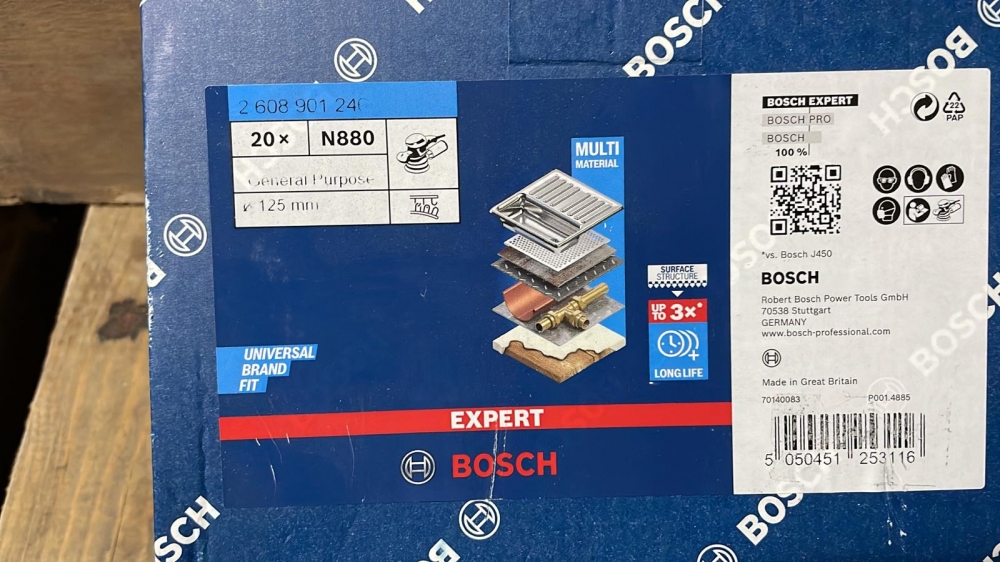 2 608 901 24
20× N880
General Purpose
⌀ 125 mm
MULTI
MATERIAL
SURFACE
STRUCTURE
UP TO 3×*
LONG LIFE
UNIVERSAL
BRAND
FIT
EXPERT
BOSCH
BOSCH EXPERT
BOSCH PRO
BOSCH
100 %
22
PAP
*vs. Bosch J450
BOSCH
Robert Bosch Power Tools GmbH
70538 Stuttgart
GERMANY
www.bosch-professional.com
Made in Great Britain
70140083 P001.4885
5 050451 253116
BOSCH
BOSCH
BOSCH
BOSCH